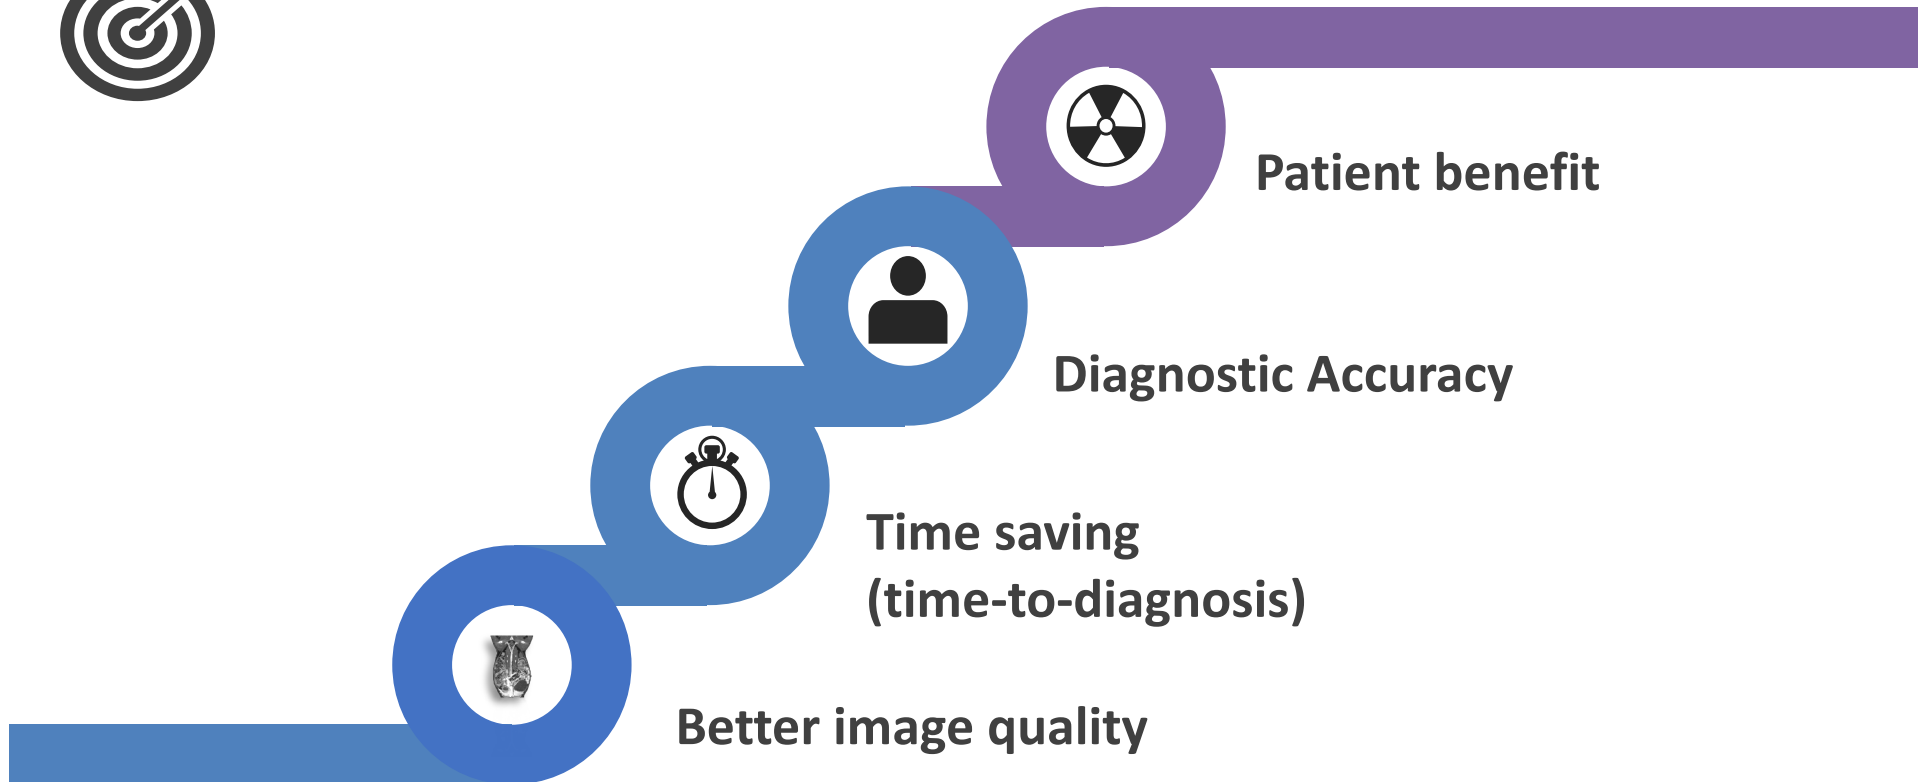 Patient benefit
Diagnostic Accuracy
Time saving
(time-to-diagnosis)
Better image quality